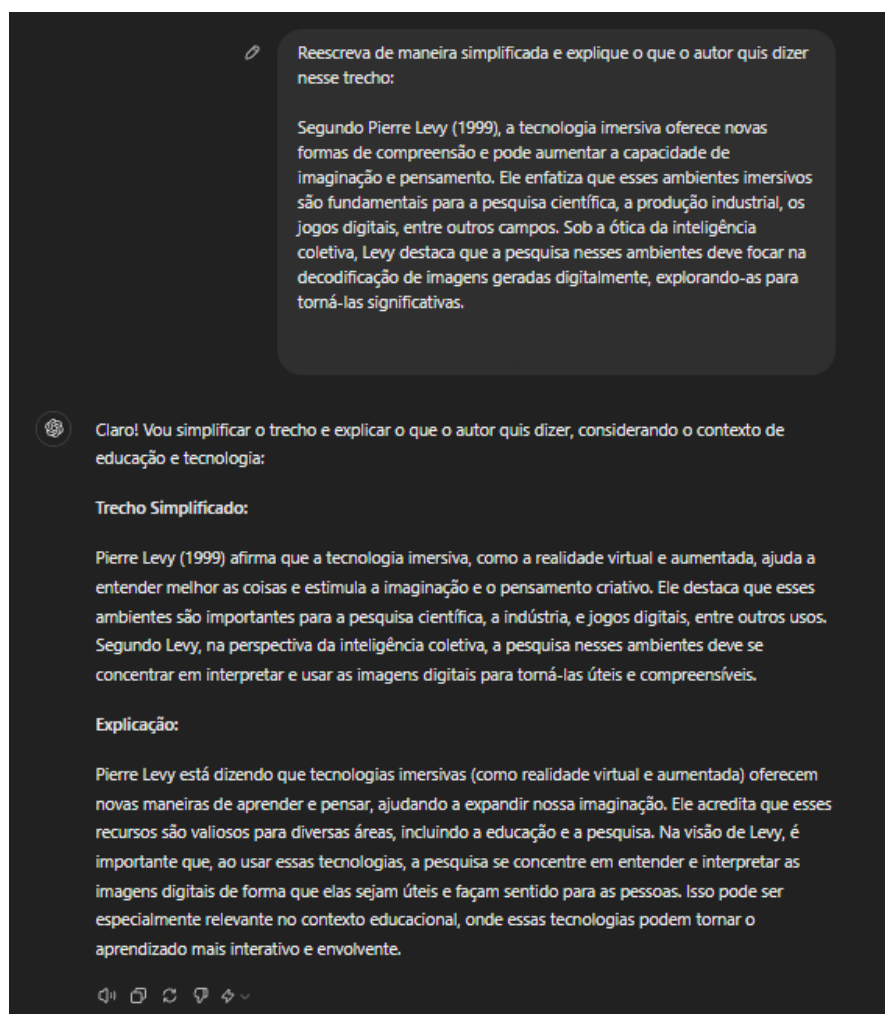 Reescreva de maneira simplificada e explique o que o autor quis dizer
nesse trecho:
Segundo Pierre Levy (1999), a tecnologia imersiva oferece novas
formas de compreensão e pode aumentar a capacidade de
imaginação e pensamento. Ele enfatiza que esses ambientes imersivos
são fundamentais para a pesquisa científica, a produção industrial, os
jogos digitais, entre outros campos. Sob a ótica da inteligência
coletiva, Levy destaca que a pesquisa nesses ambientes deve focar na
decodificação de imagens geradas digitalmente, explorando-as para
torná-las significativas.
Claro! Vou simplificar o trecho e explicar o que o autor quis dizer, considerando o contexto de
educação e tecnologia:
Trecho Simplificado:
Pierre Levy (1999) afirma que a tecnologia imersiva, como a realidade virtual e aumentada, ajuda a
entender melhor as coisas e estimula a imaginação e o pensamento criativo. Ele destaca que esses
ambientes são importantes para a pesquisa científica, a indústria, e jogos digitais, entre outros usos.
Segundo Levy, na perspectiva da inteligência coletiva, a pesquisa nesses ambientes deve se
concentrar em interpretar e usar as imagens digitais para torná-las úteis e compreensíveis.
Explicação:
Pierre Levy está dizendo que tecnologias imersivas (como realidade virtual e aumentada) oferecem
novas maneiras de aprender e pensar, ajudando a expandir nossa imaginação. Ele acredita que esses
recursos são valiosos para diversas áreas, incluindo a educação e a pesquisa. Na visão de Levy, é
importante que, ao usar essas tecnologias, a pesquisa se concentre em entender e interpretar as
imagens digitais de forma que elas sejam úteis e façam sentido para as pessoas. Isso pode ser
especialmente relevante no contexto educacional, onde essas tecnologias podem tornar o
aprendizado mais interativo e envolvente.